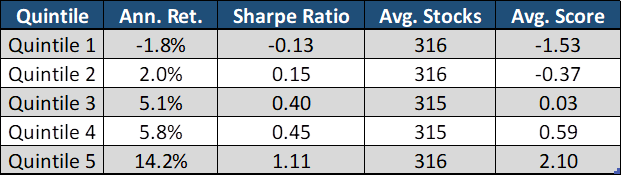 Quintile Ann. Ret. Sharpe Ratio Avg. Stocks Avg. Score
Quintile 1 -1.8% -0.13 316 -1.53
Quintile 2 2.0% 0.15 316 -0.37
Quintile 3 5.1% 0.40 315 0.03
Quintile 4 5.8% 0.45 315 0.59
Quintile 5 14.2% 1.11 316 2.10